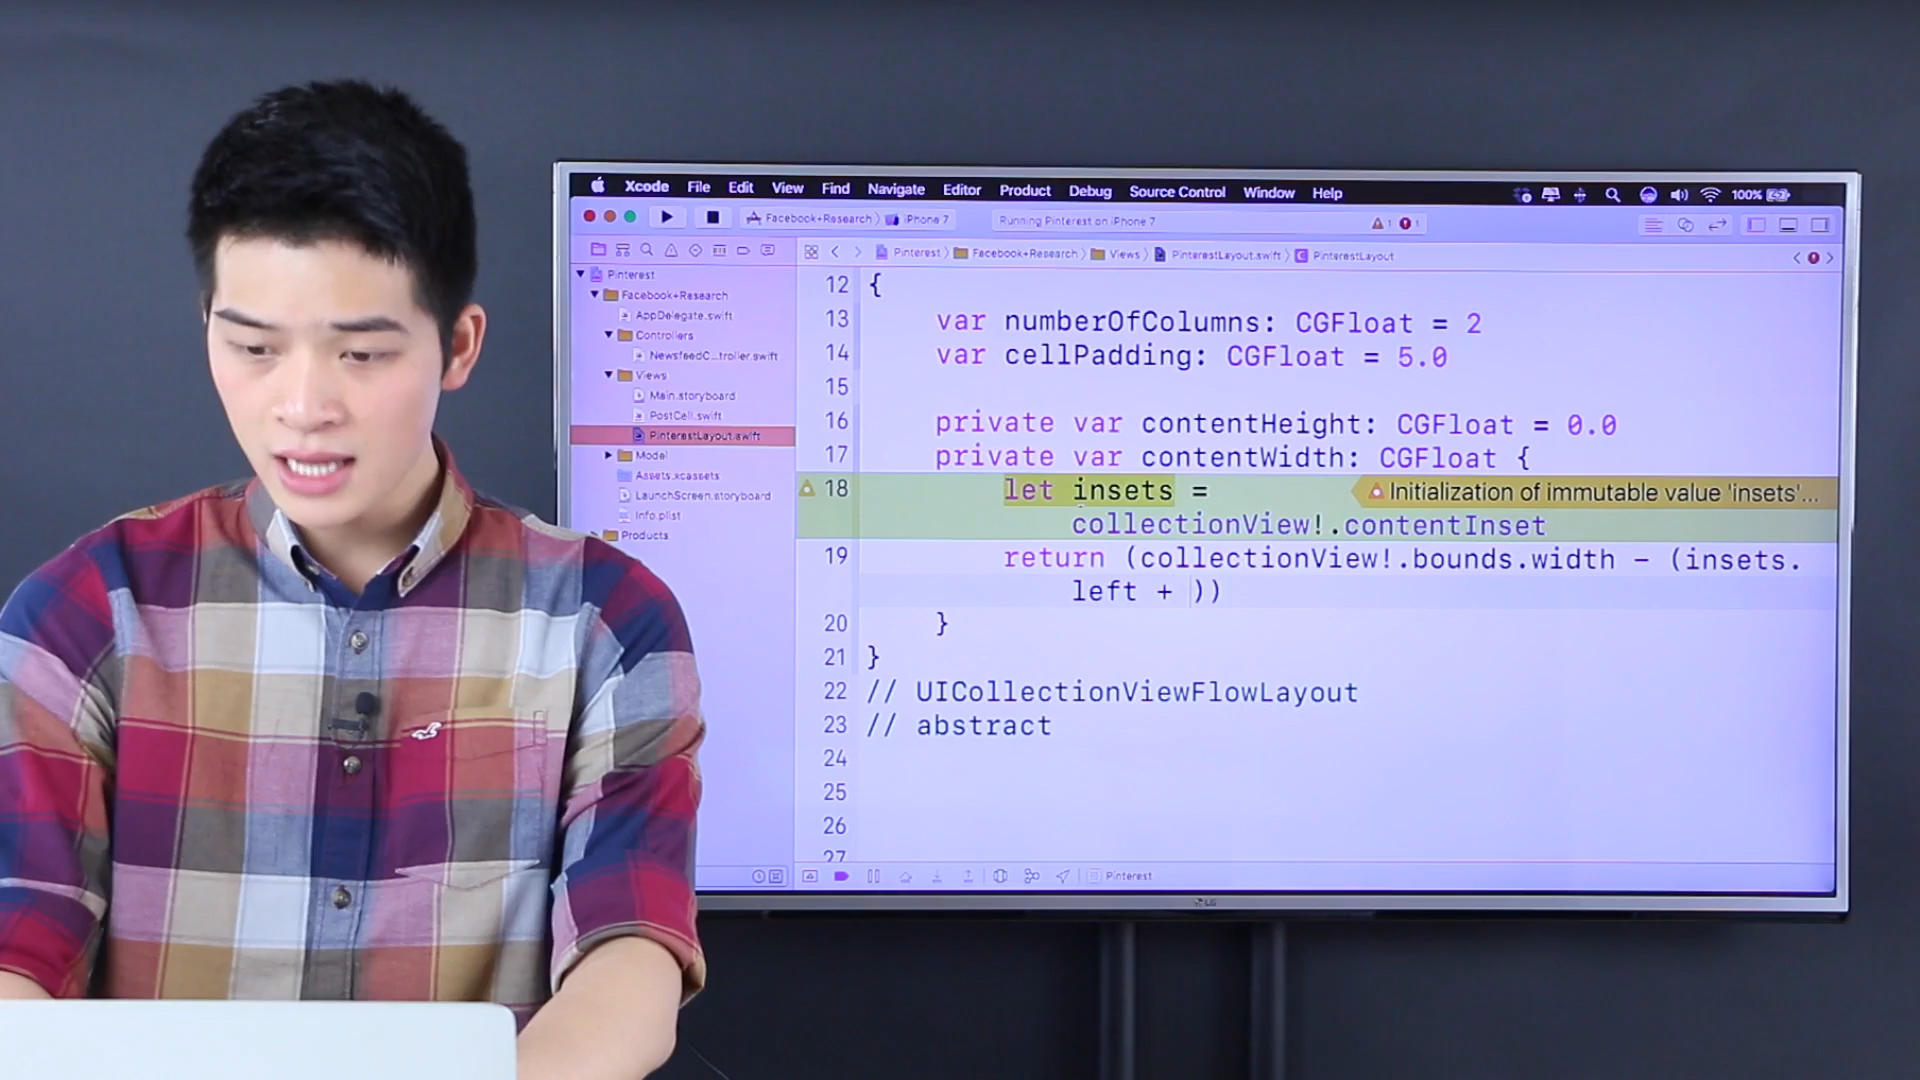 Xcode File Edit View Find Navigate Editor Product Debug Source Control Window Help 100%
Facebook+Research iPhone 7 Running Pinterest on iPhone 7 1 1
Pinterest Facebook+Research Views PinterestLayout.swift C PinterestLayout
Pinterest
Facebook+Research
AppDelegate.swift
Controllers
NewsfeedC...troller.swift
Views
Main.storyboard
PostCell.swift
PinterestLayout.swift
Model
Assets.xcassets
LaunchScreen.storyboard
Info.plist
Products
12 {
13 var numberOfColumns: CGFloat = 2
14 var cellPadding: CGFloat = 5.0
15
16 private var contentHeight: CGFloat = 0.0
17 private var contentWidth: CGFloat {
18 let insets = Initialization of immutable value 'insets'...
collectionView!.contentInset
19 return (collectionView!.bounds.width - (insets.
left + ))
20 }
21 }
22 // UICollectionViewFlowLayout
23 // abstract
24
25
26
27
Pinterest
LG